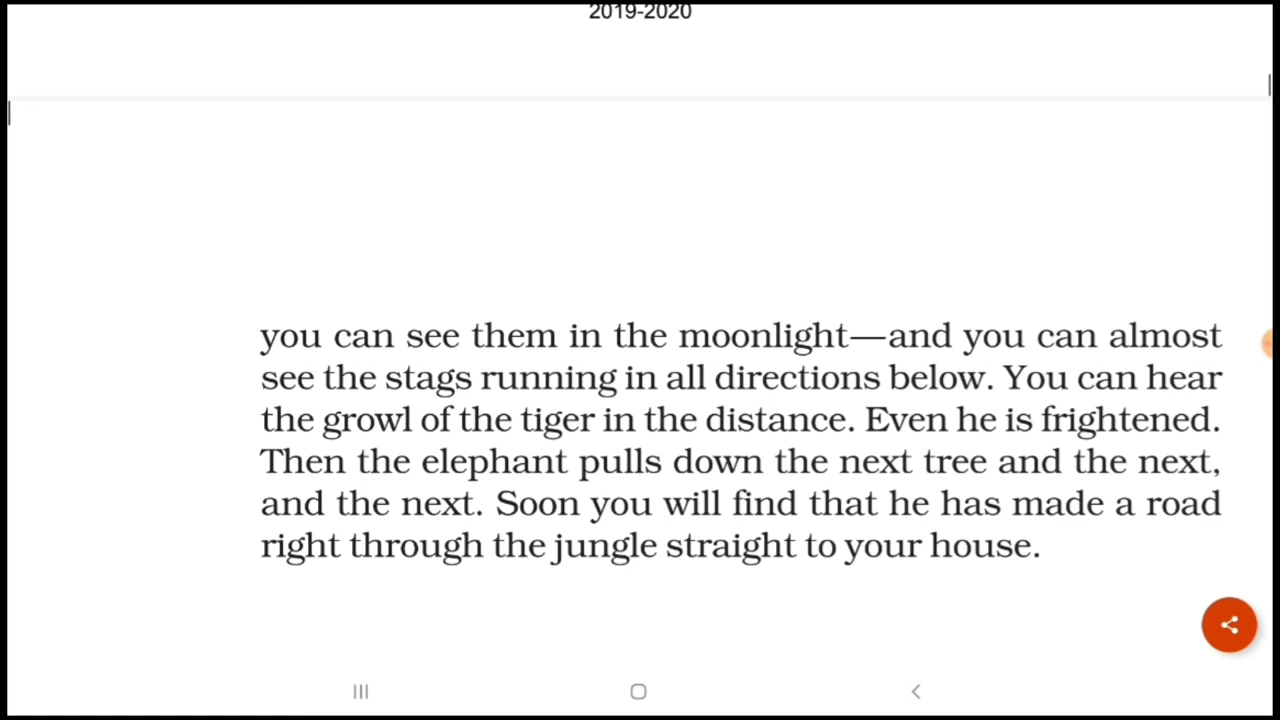 2019-2020
you can see them in the moonlight—and you can almost
see the stags running in all directions below. You can hear
the growl of the tiger in the distance. Even he is frightened.
Then the elephant pulls down the next tree and the next,
and the next. Soon you will find that he has made a road
right through the jungle straight to your house.